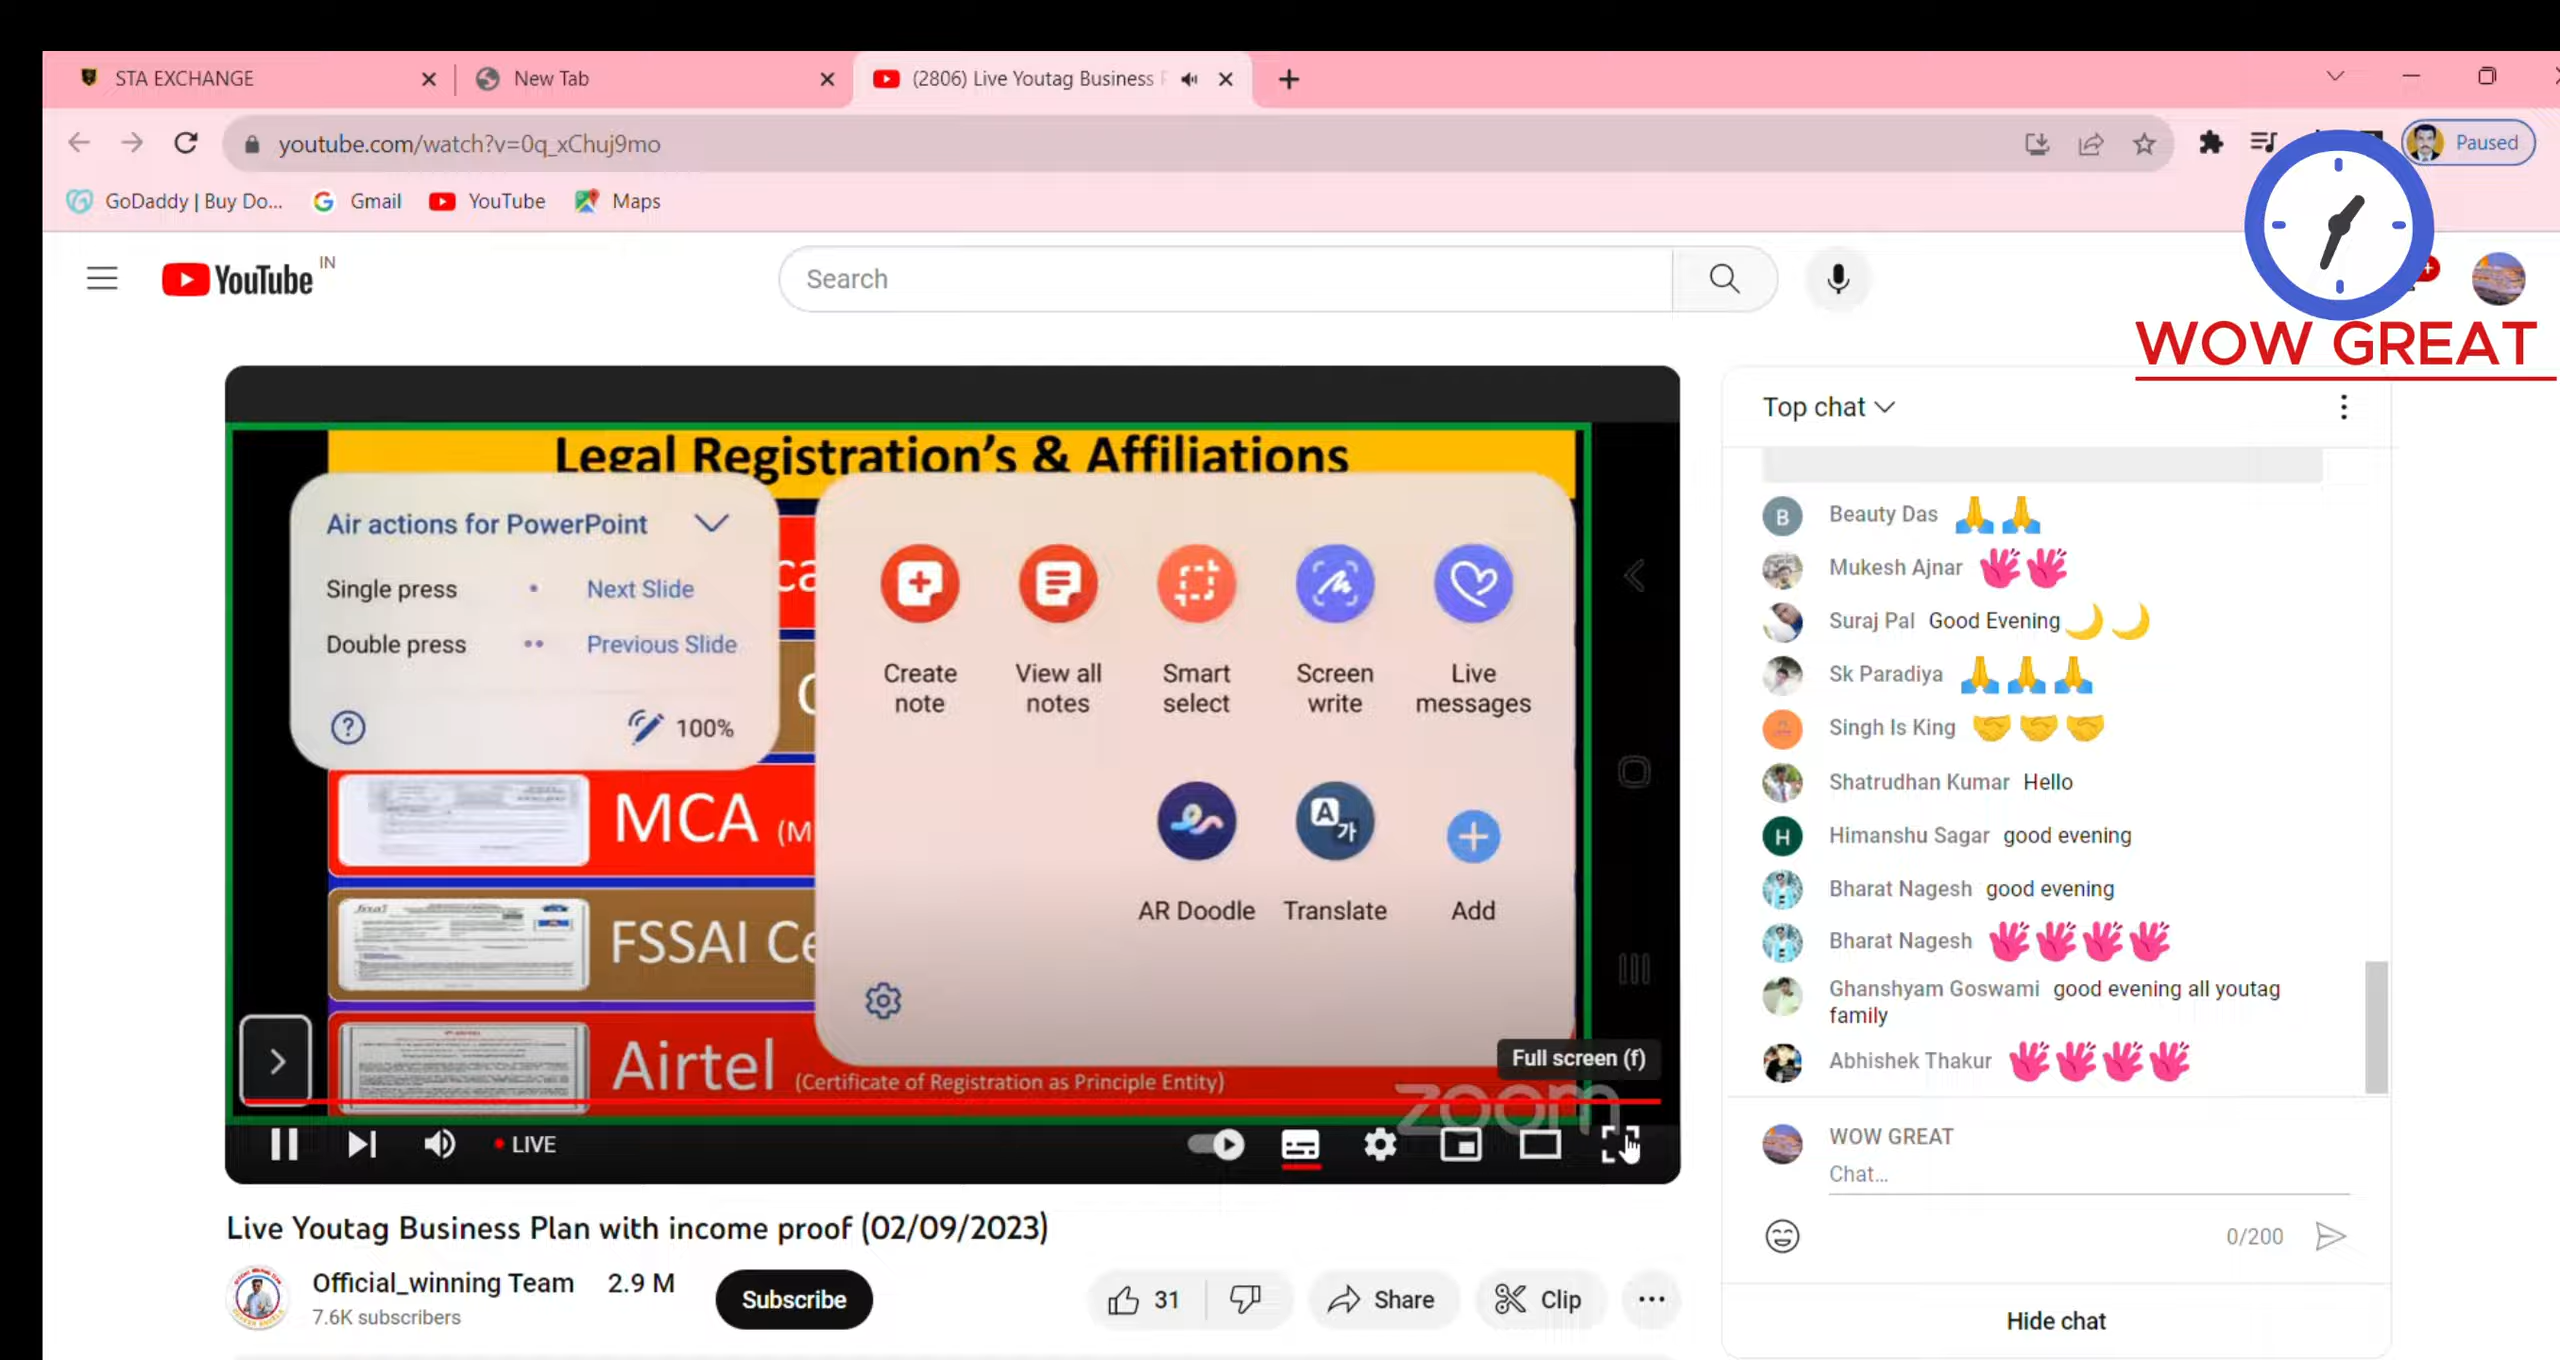 STA EXCHANGE
New Tab
(2806) Live Youtag Business
youtube.com/watch?v=0q_xChuj9mo
Paused
GoDaddy | Buy Do...
Gmail
YouTube
Maps
YouTube IN
Search
WOW GREAT
Legal Registration's & Affiliations
Air actions for PowerPoint
Single press • Next Slide
Double press •• Previous Slide
100%
Create note
View all notes
Smart select
Screen write
Live messages
AR Doodle
Translate
Add
MCA (M
FSSAI Ce
Airtel (Certificate of Registration as Principle Entity)
Full screen (f)
zoom
LIVE
Live Youtag Business Plan with income proof (02/09/2023)
Official_winning Team 2.9 M
7.6K subscribers
Subscribe
31
Share
Clip
Top chat
Beauty Das 🙏🙏
Mukesh Ajnar
Suraj Pal Good Evening🌙🌙
Sk Paradiya 🙏🙏🙏
Singh Is King 🤝🤝🤝
Shatrudhan Kumar Hello
H
Himanshu Sagar good evening
Bharat Nagesh good evening
Bharat Nagesh
Ghanshyam Goswami good evening all youtag
family
Abhishek Thakur
WOW GREAT
Chat...
0/200
Hide chat